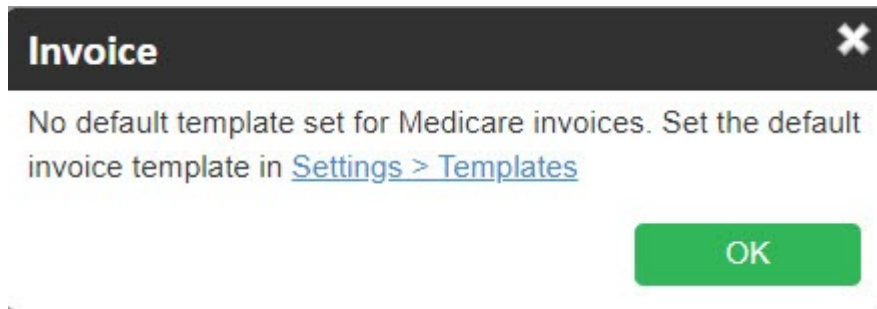 Invoice
No default template set for Medicare invoices. Set the default
invoice template in Settings > Templates
OK